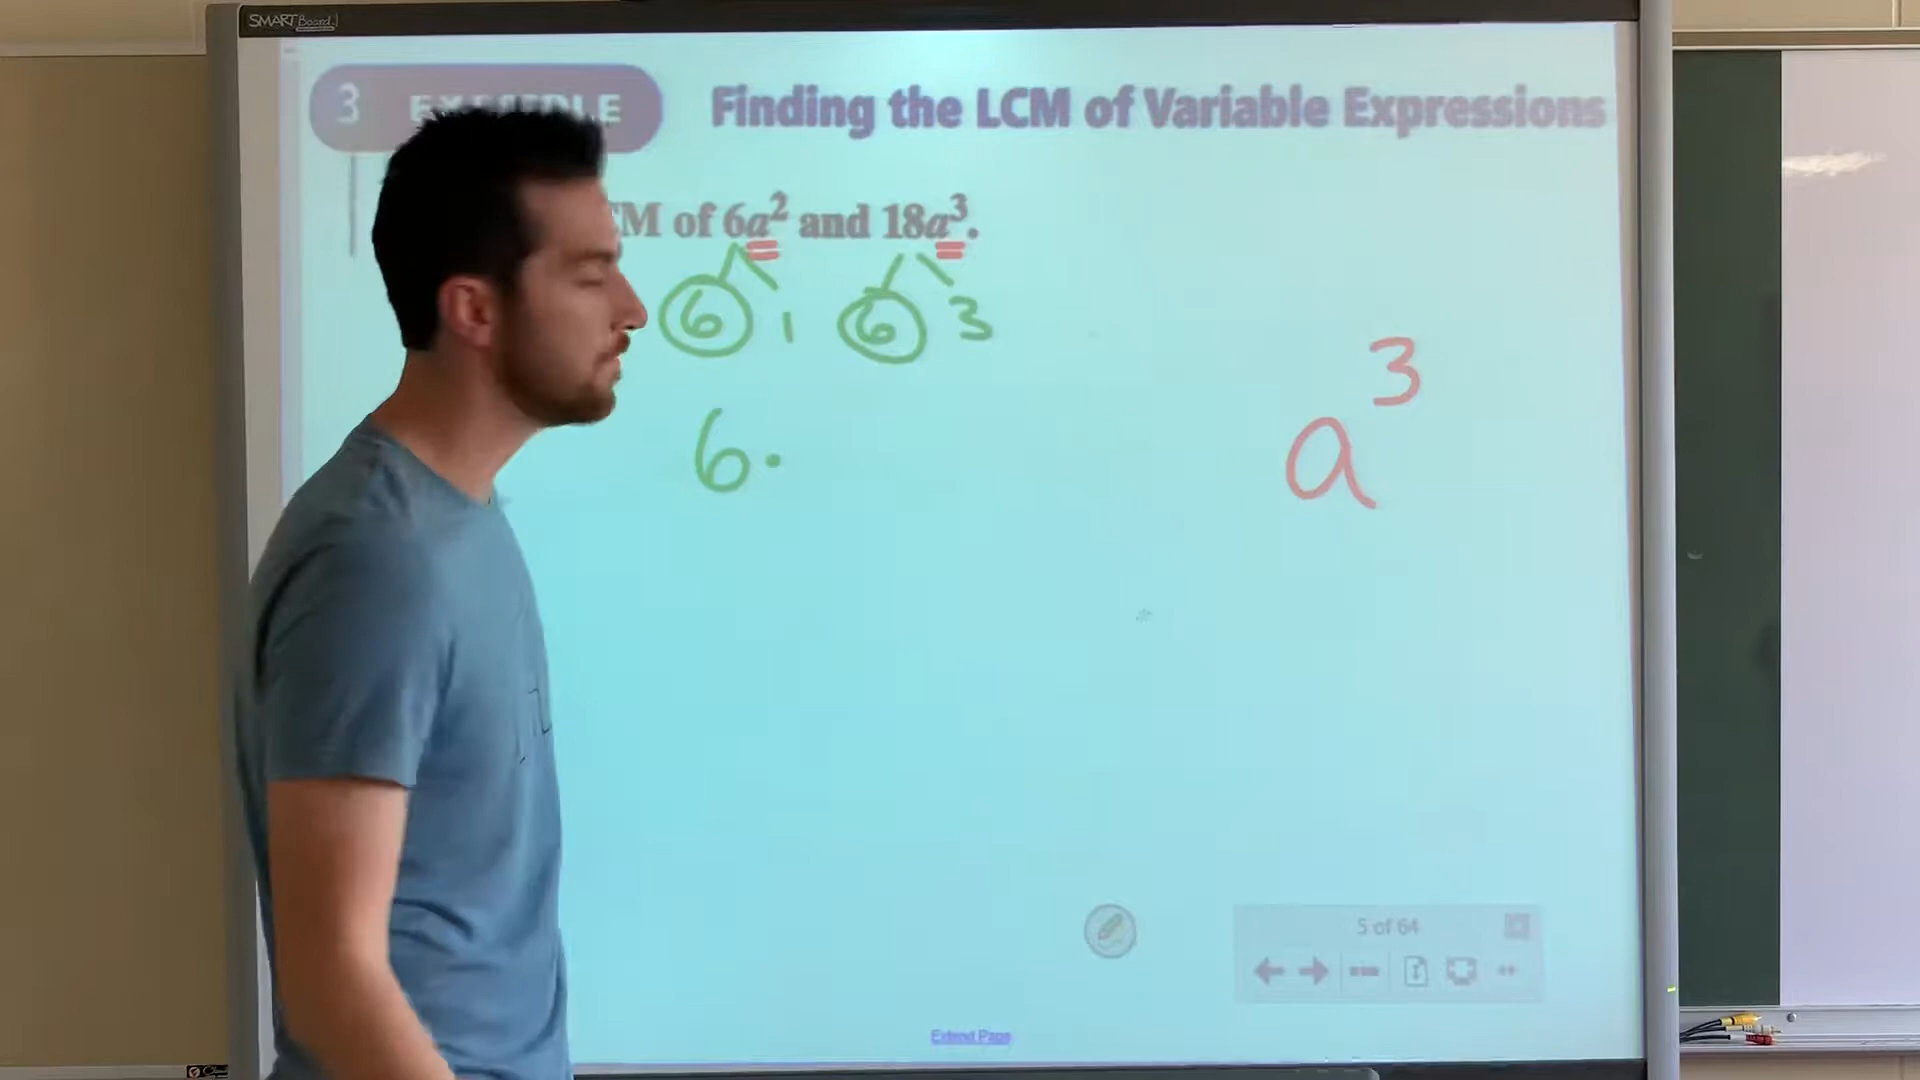 SMART Board
3 EXAMPLE Finding the LCM of Variable Expressions
CM of 6a² and 18a³.
6 1 6 3
6 ·
a³
5 of 64
Extend Page